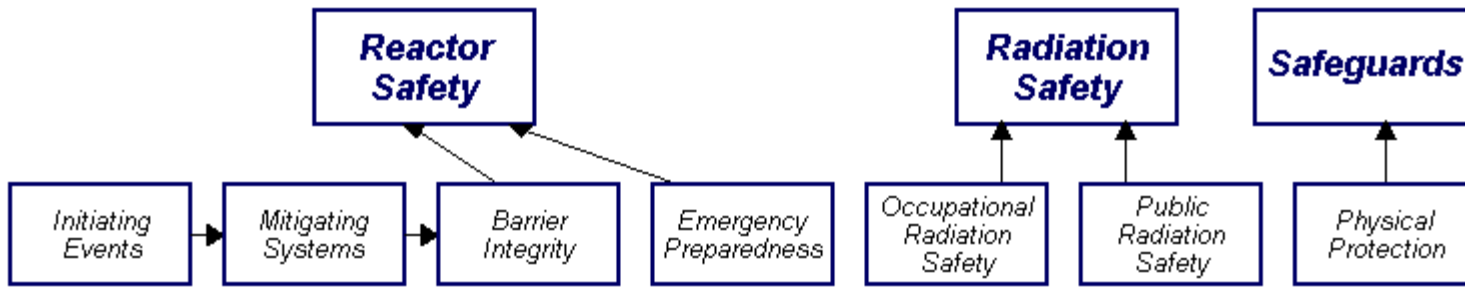 Reactor
Safety
Radiation
Safety
Safeguards
Initiating
Events
Mitigating
Systems
Barrier
Integrity
Emergency
Preparedness
Occupational
Radiation
Safety
Public
Radiation
Safety
Physical
Protection